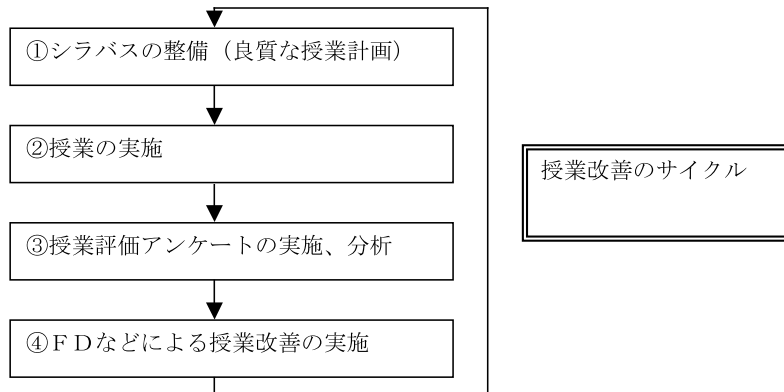 ①シラバスの整備（良質な授業計画）
②授業の実施
授業改善のサイクル
③授業評価アンケートの実施、分析
④ＦＤなどによる授業改善の実施